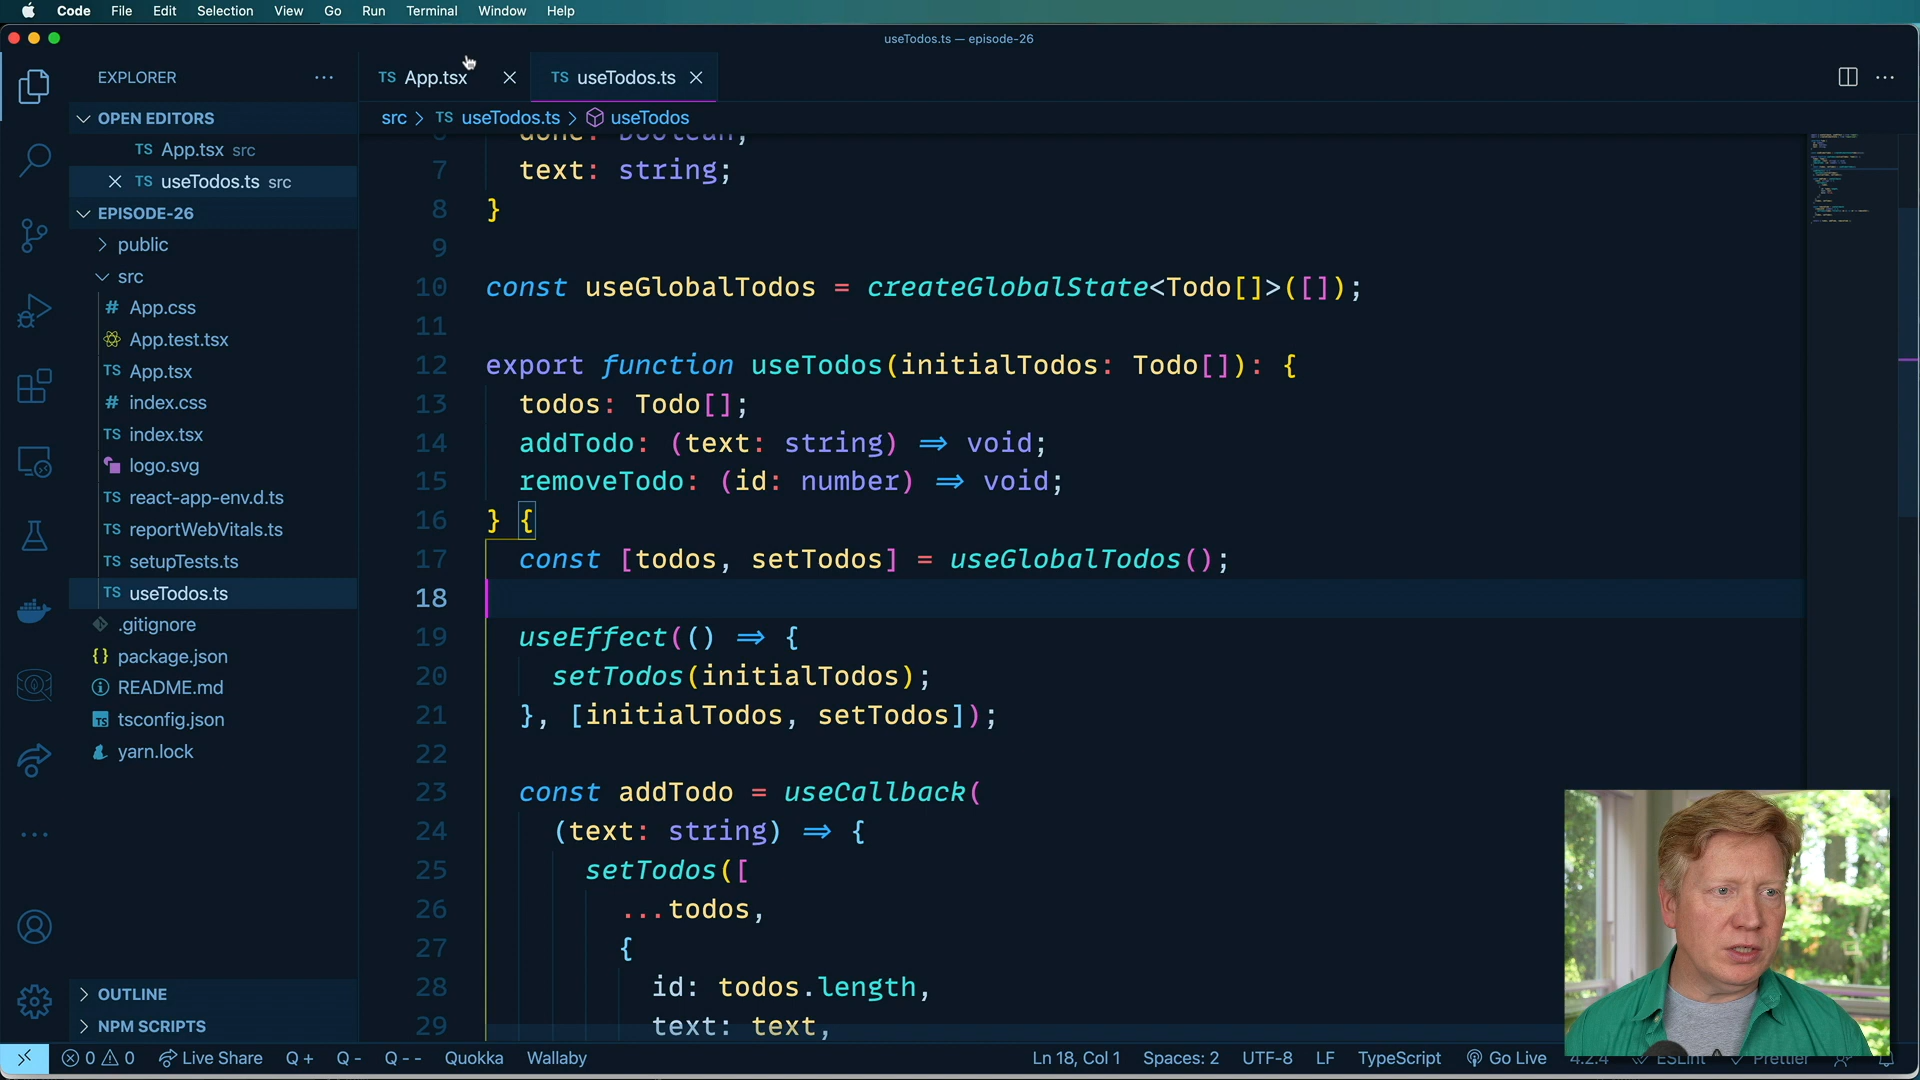 Code File Edit Selection View Go Run Terminal Window Help
useTodos.ts — episode-26
EXPLORER
TS App.tsx
TS useTodos.ts
OPEN EDITORS
TS App.tsx src
TS useTodos.ts src
EPISODE-26
public
src
# App.css
App.test.tsx
TS App.tsx
# index.css
TS index.tsx
logo.svg
TS react-app-env.d.ts
TS reportWebVitals.ts
TS setupTests.ts
TS useTodos.ts
.gitignore
{} package.json
README.md
TS tsconfig.json
yarn.lock
OUTLINE
NPM SCRIPTS
src > TS useTodos.ts > useTodos
6 done: boolean;
7 text: string;
8 }
9
10 const useGlobalTodos = createGlobalState<Todo[]>([]);
11
12 export function useTodos(initialTodos: Todo[]): {
13 todos: Todo[];
14 addTodo: (text: string) ⇒ void;
15 removeTodo: (id: number) ⇒ void;
16 } {
17 const [todos, setTodos] = useGlobalTodos();
18
19 useEffect(() ⇒ {
20 setTodos(initialTodos);
21 }, [initialTodos, setTodos]);
22
23 const addTodo = useCallback(
24 (text: string) ⇒ {
25 setTodos([
26 ...todos,
27 {
28 id: todos.length,
29 text: text,
0 0 Live Share Q + Q - Q - - Quokka Wallaby Ln 18, Col 1 Spaces: 2 UTF-8 LF TypeScript Go Live 4.2.4 ESLint Prettier